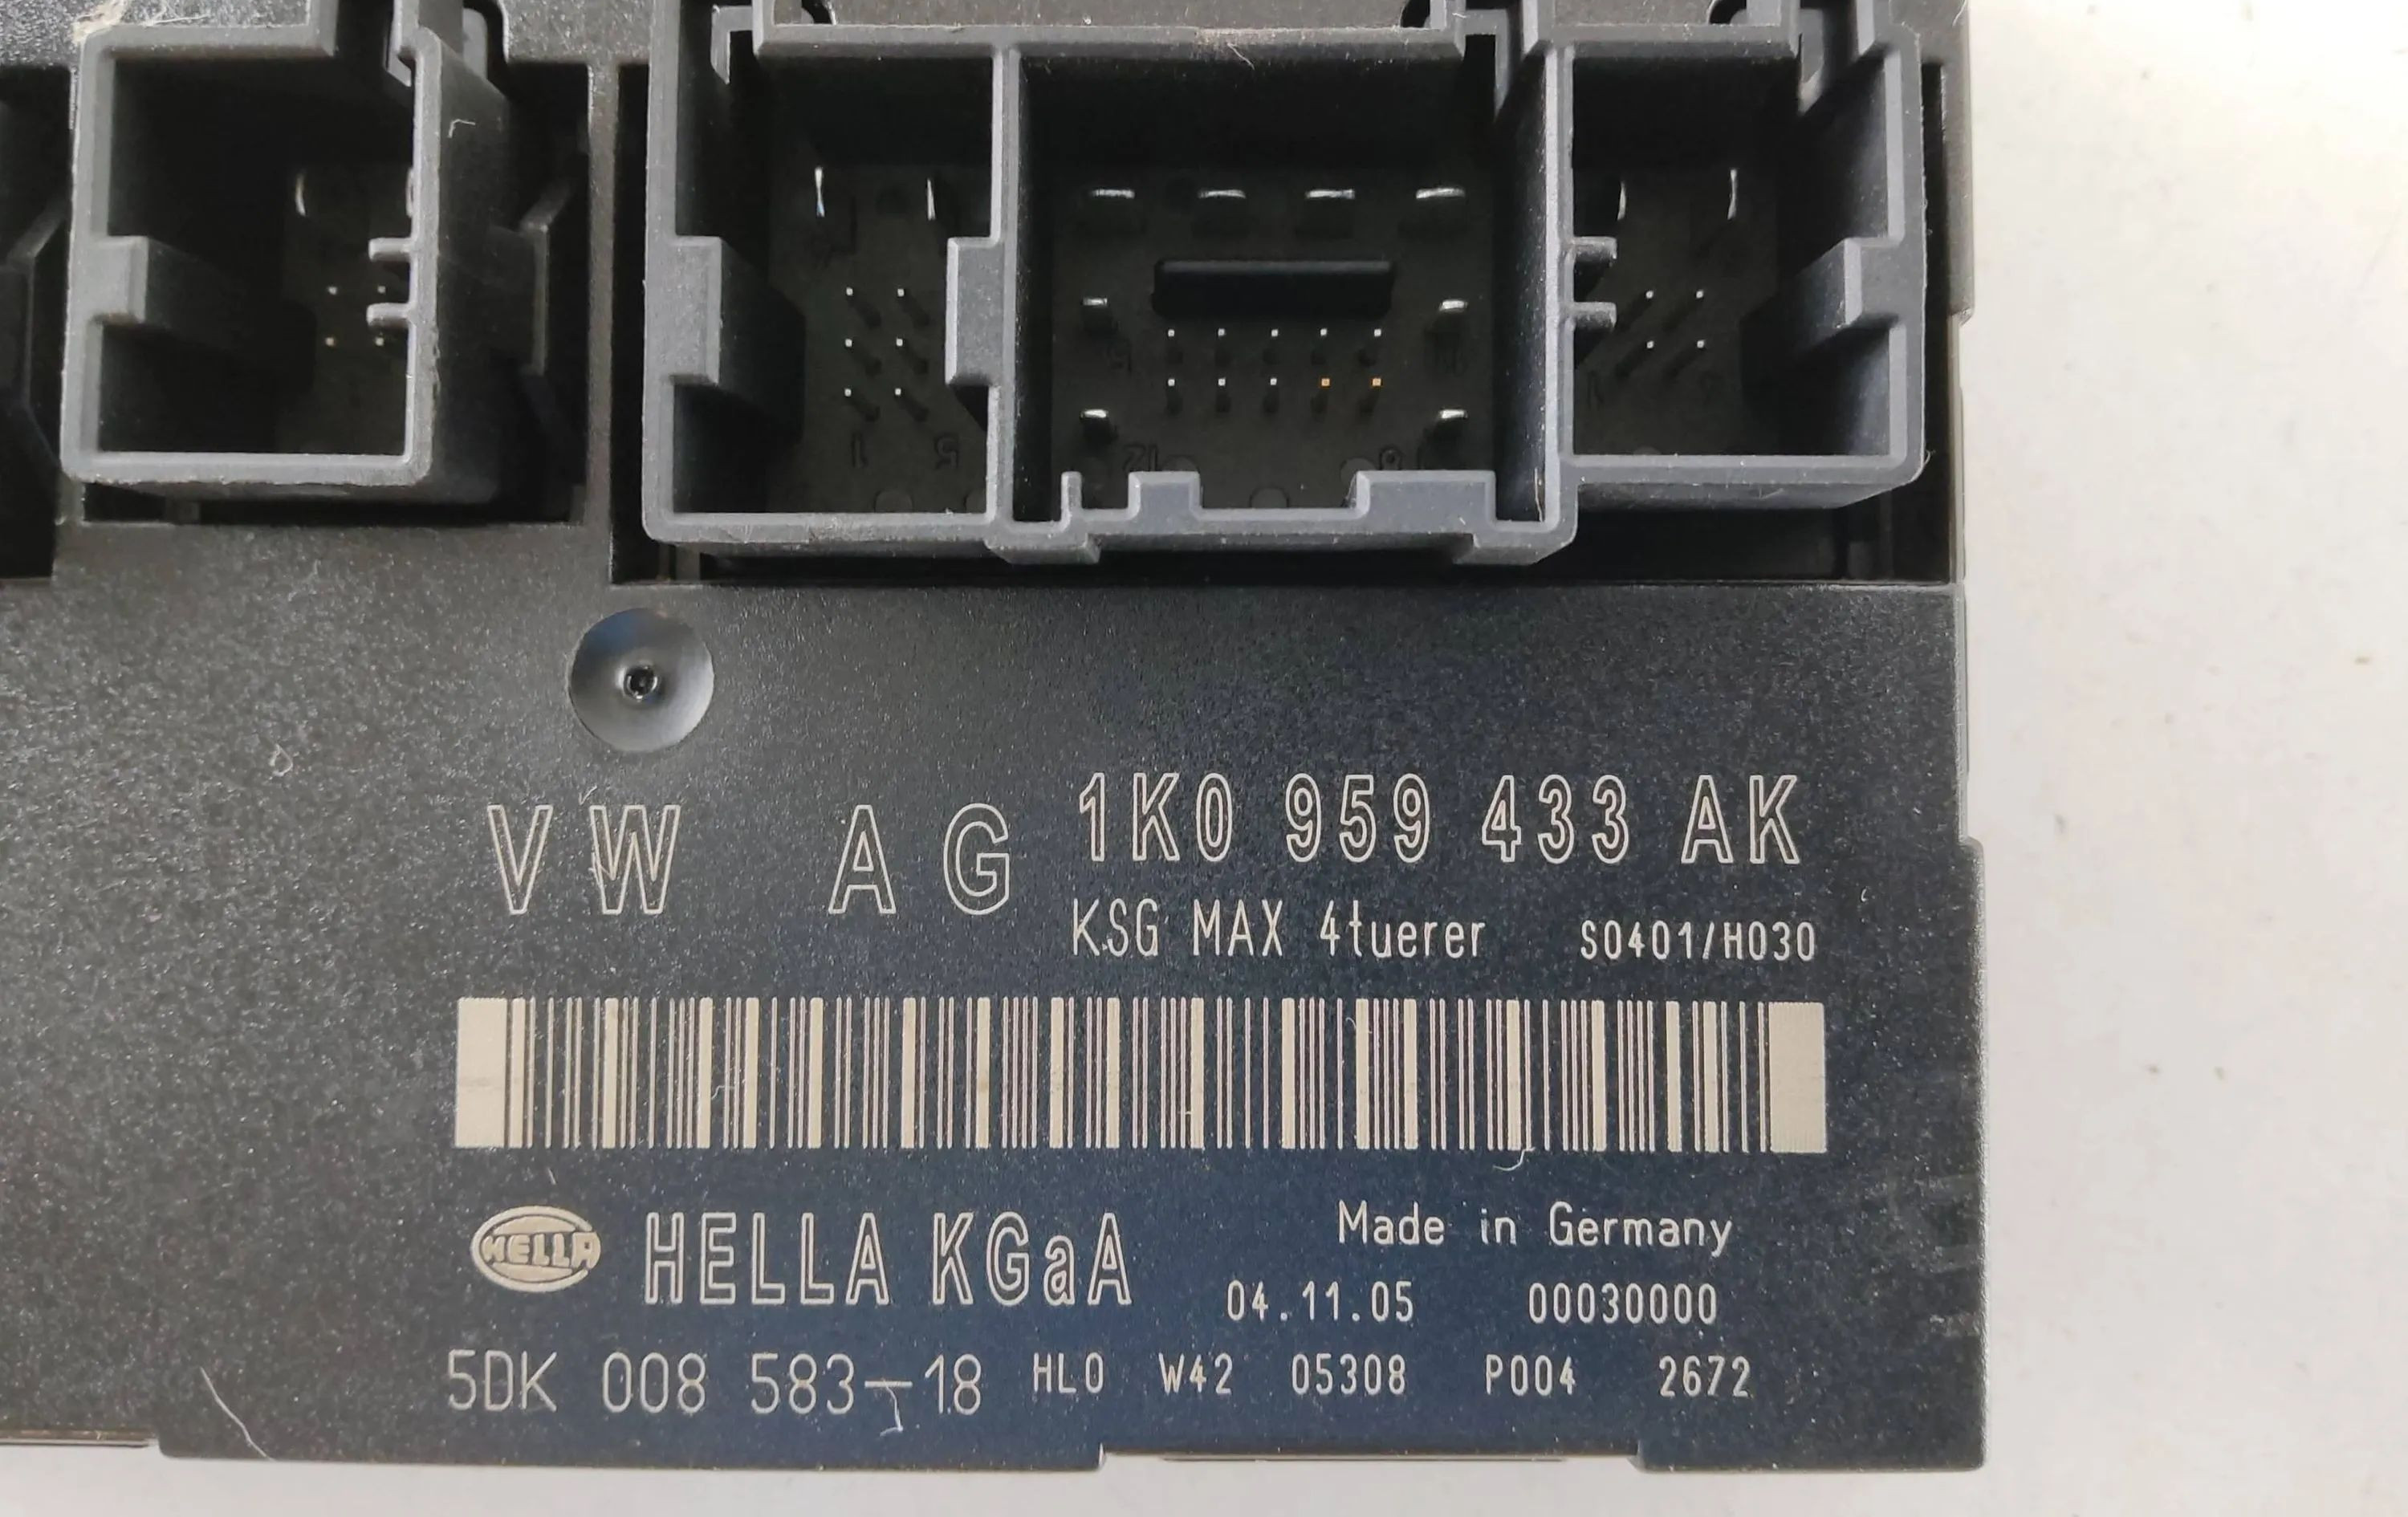 VW AG 1K0 959 433 AK
KSG MAX 4tuerer S0401/H030
HELLA HELLA KGaA Made in Germany
04.11.05 00030000
5DK 008 583-18 HL0 W42 05308 P004 2672